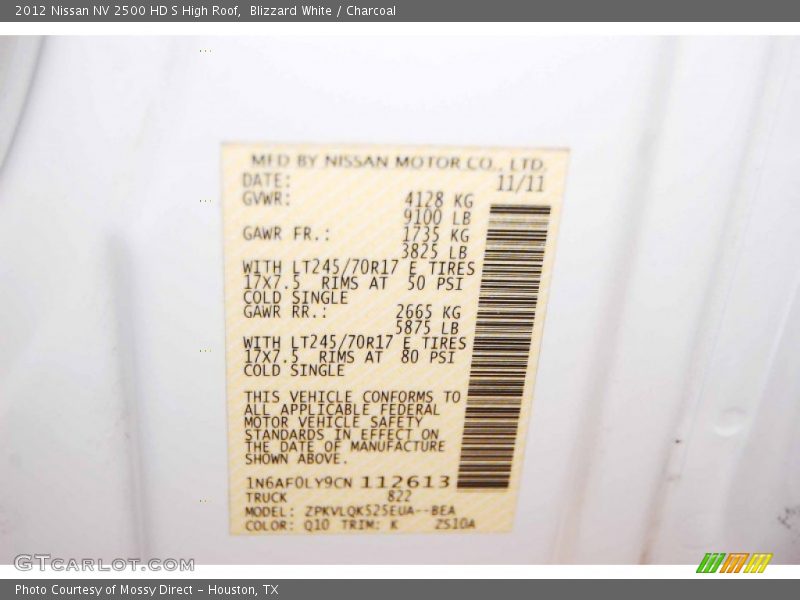 2012 Nissan NV 2500 HD S High Roof,  Blizzard White / Charcoal
MFD BY NISSAN MOTOR CO., LTD.
DATE: 11/11
GVWR: 4128 KG
9100 LB
GAWR FR.: 1735 KG
3825 LB
WITH LT245/70R17 E TIRES
17X7.5 RIMS AT 50 PSI
COLD SINGLE
GAWR RR.: 2665 KG
5875 LB
WITH LT245/70R17 E TIRES
17X7.5 RIMS AT 80 PSI
COLD SINGLE
THIS VEHICLE CONFORMS TO
ALL APPLICABLE FEDERAL
MOTOR VEHICLE SAFETY
STANDARDS IN EFFECT ON
THE DATE OF MANUFACTURE
SHOWN ABOVE.
1N6AF0LY9CN 112613
TRUCK 822
MODEL: ZPKVLQK525EUA--BEA
COLOR: Q10 TRIM: K ZS10A
GTCARLOT.COM
Photo Courtesy of Mossy Direct – Houston, TX